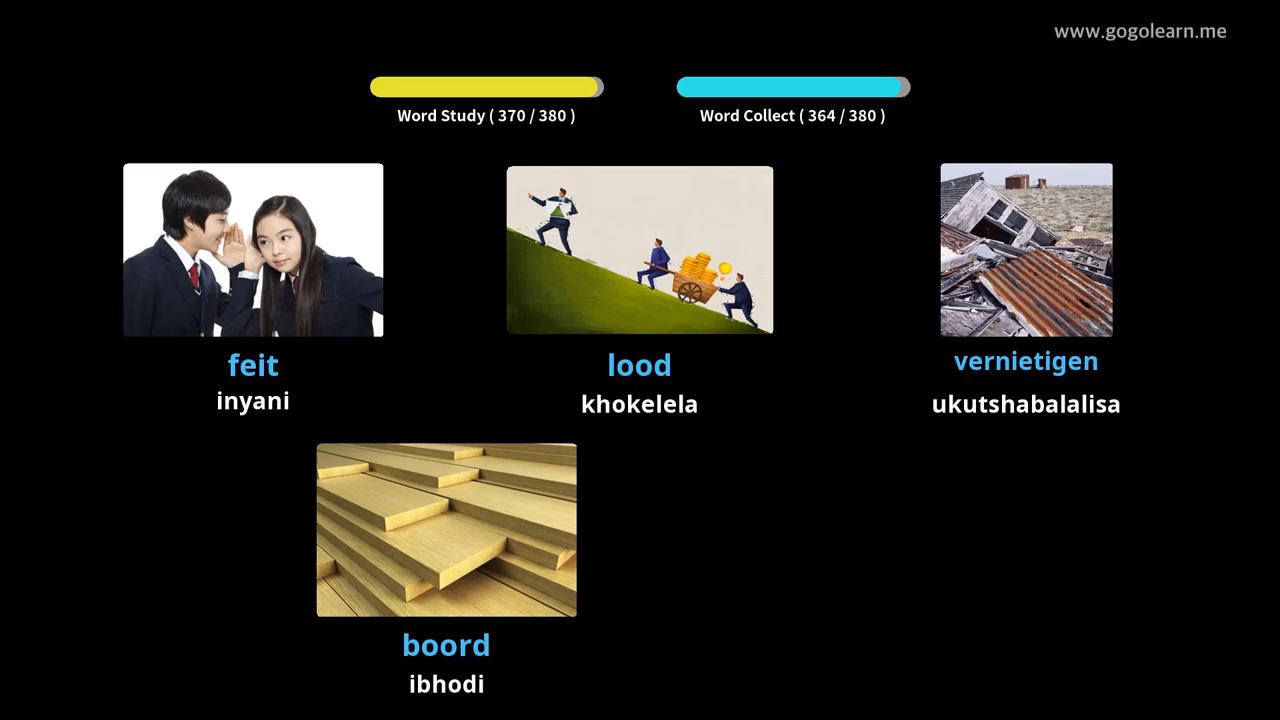 www.gogolearn.me
Word Study ( 370 / 380 )
Word Collect ( 364 / 380 )
feit
inyani
lood
khokelela
vernietigen
ukutshabalalisa
boord
ibhodi